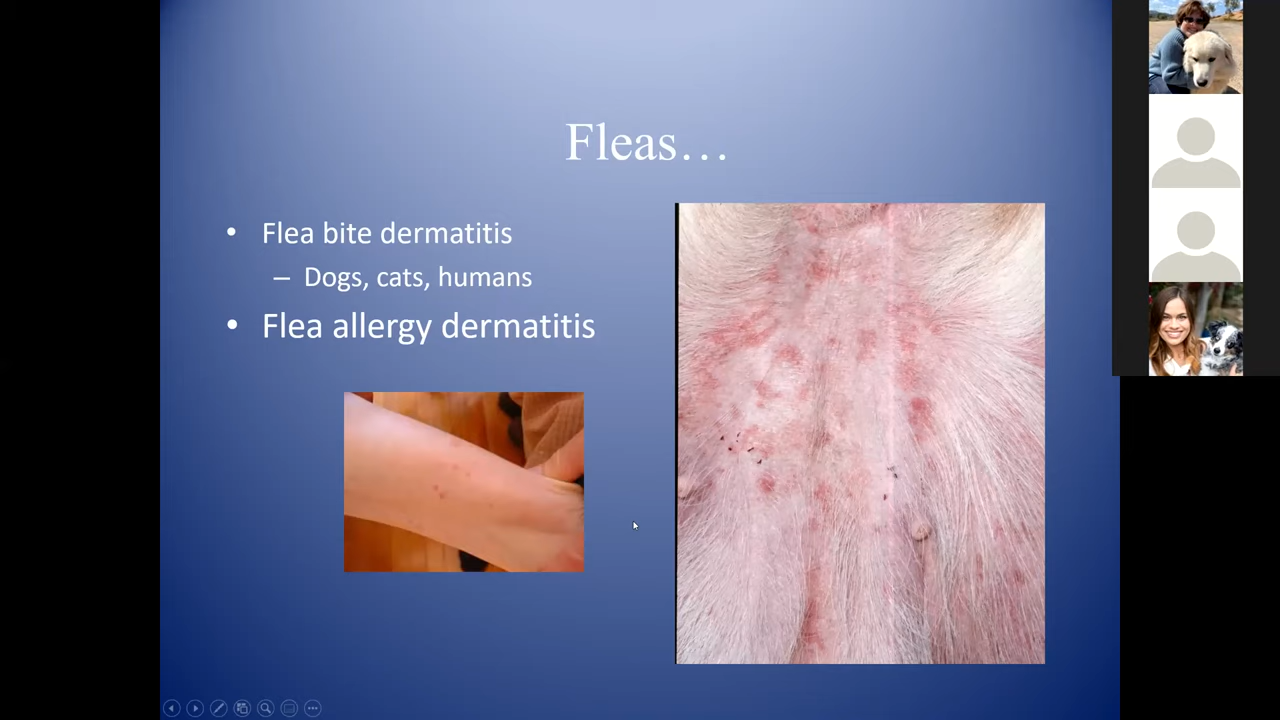 Fleas…
• Flea bite dermatitis
– Dogs, cats, humans
• Flea allergy dermatitis